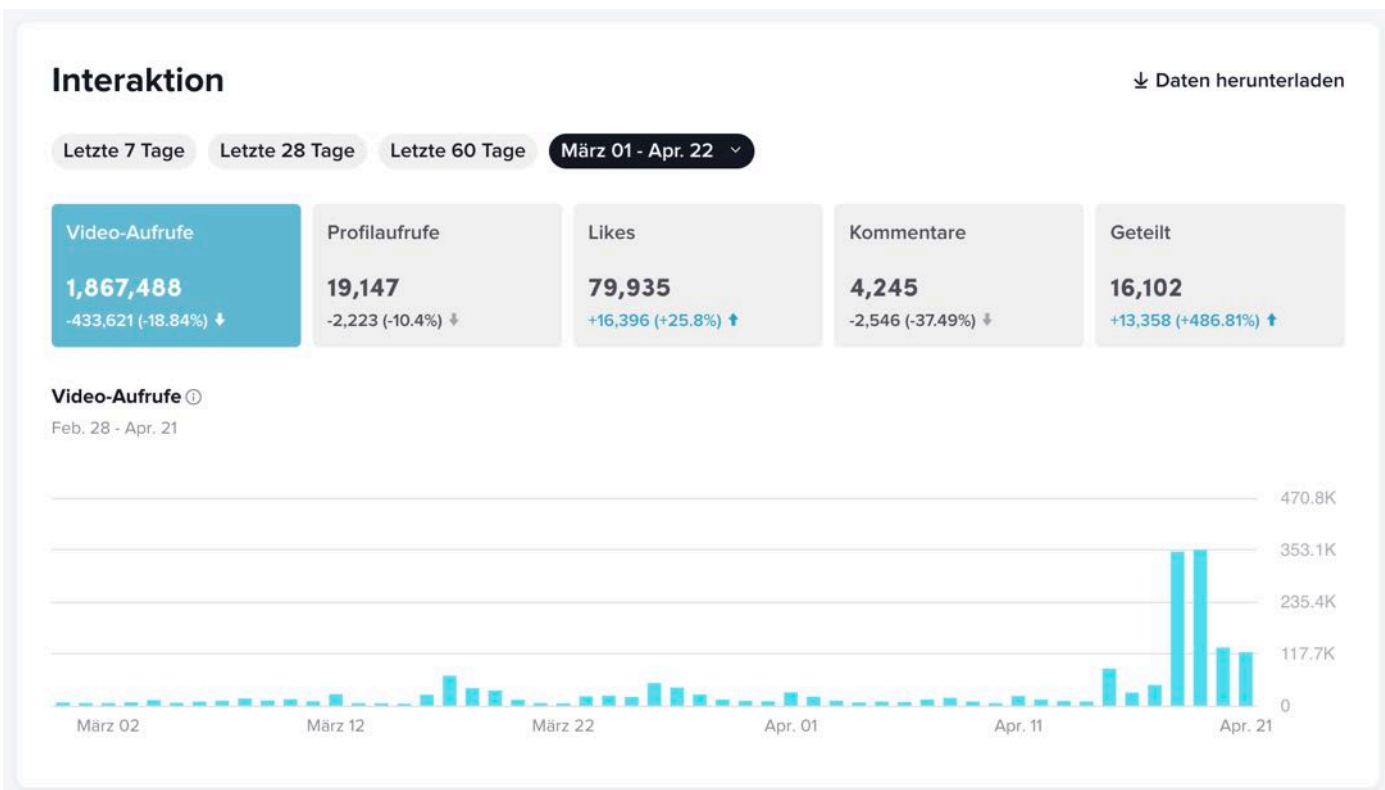 Interaktion
Daten herunterladen
Letzte 7 Tage Letzte 28 Tage Letzte 60 Tage März 01 - Apr. 22
Video-Aufrufe Profilaufrufe Likes Kommentare Geteilt
1,867,488 19,147 79,935 4,245 16,102
-433,621 (-18.84%) -2,223 (-10.4%) +16,396 (+25.8%) -2,546 (-37.49%) +13,358 (+486.81%)
Video-Aufrufe
Feb. 28 - Apr. 21
470.8K
353.1K
235.4K
117.7K
0
März 02 März 12 März 22 Apr. 01 Apr. 11 Apr. 21